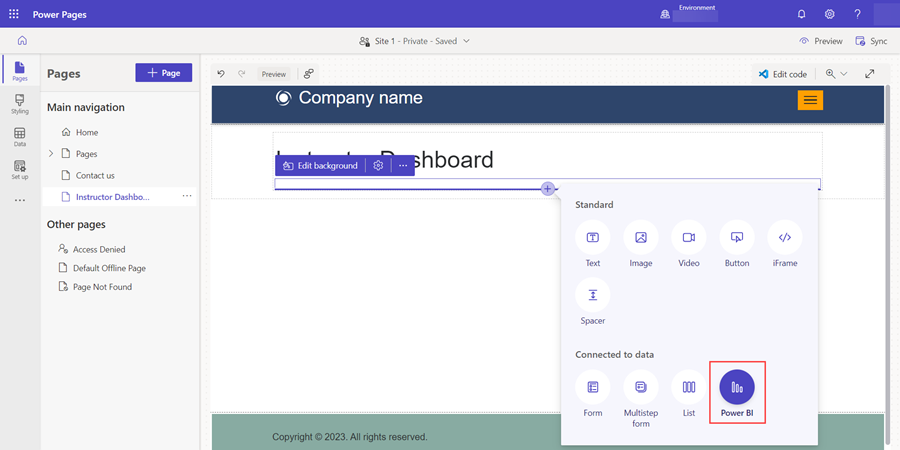 Power Pages
Environment
Site 1 - Private - Saved
Preview
Sync
Pages
Styling
Data
Set up
Pages
+ Page
Main navigation
Home
Pages
Contact us
Instructor Dashbo...
Other pages
Access Denied
Default Offline Page
Page Not Found
Preview
Edit code
Company name
Instructor Dashboard
Edit background
Standard
Text
Image
Video
Button
iFrame
Spacer
Connected to data
Form
Multistep
form
List
Power BI
Copyright © 2023. All rights reserved.